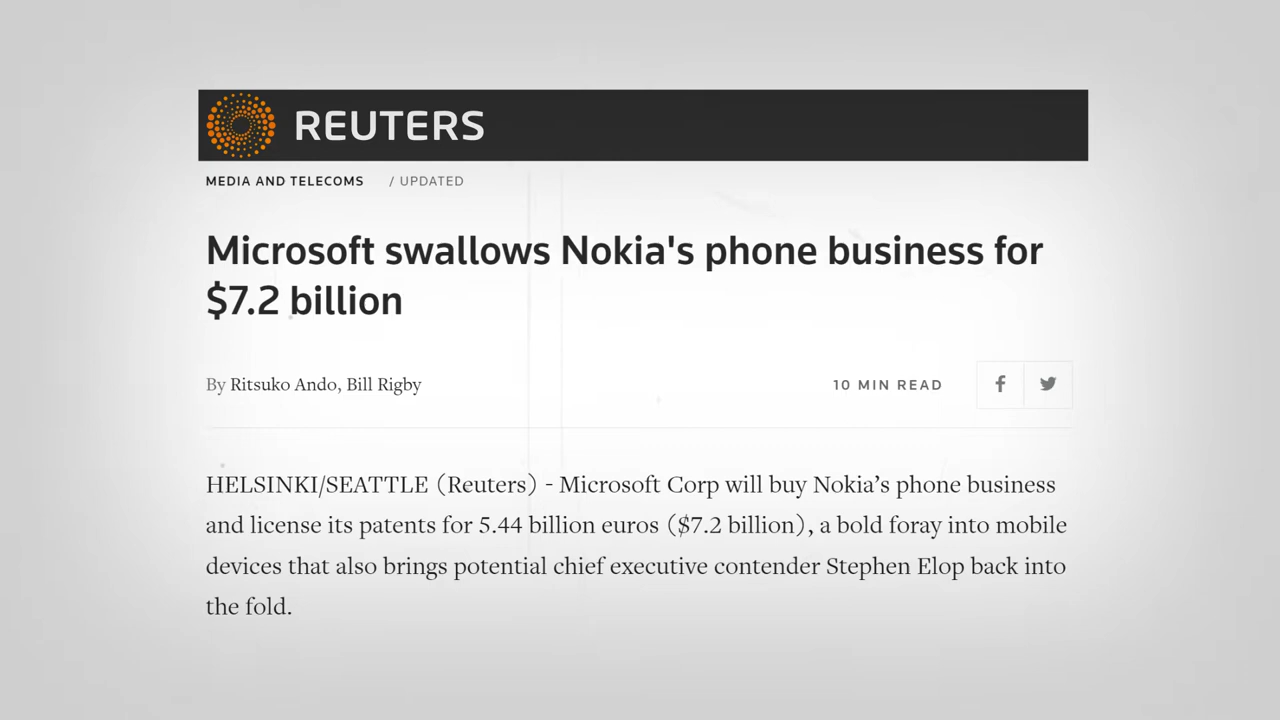 REUTERS
MEDIA AND TELECOMS / UPDATED
Microsoft swallows Nokia's phone business for
$7.2 billion
By Ritsuko Ando, Bill Rigby
10 MIN READ
HELSINKI/SEATTLE (Reuters) - Microsoft Corp will buy Nokia’s phone business
and license its patents for 5.44 billion euros ($7.2 billion), a bold foray into mobile
devices that also brings potential chief executive contender Stephen Elop back into
the fold.